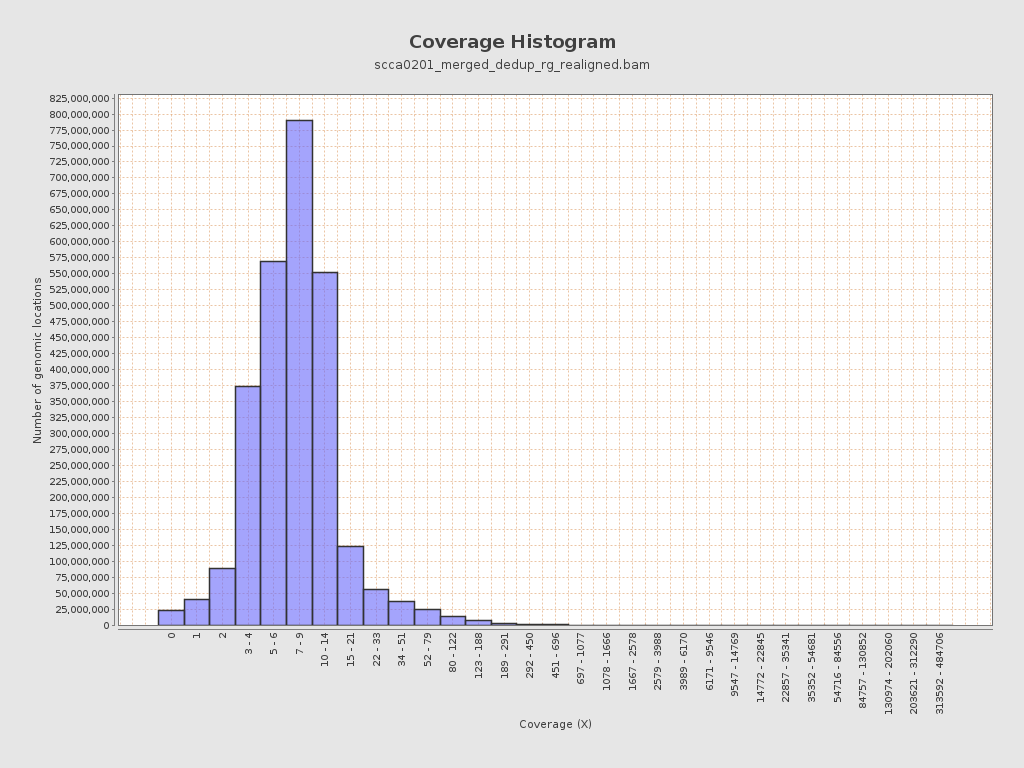 Coverage Histogram
scca0201_merged_dedup_rg_realigned.bam
Number of genomic locations
825,000,000
800,000,000
775,000,000
750,000,000
725,000,000
700,000,000
675,000,000
650,000,000
625,000,000
600,000,000
575,000,000
550,000,000
525,000,000
500,000,000
475,000,000
450,000,000
425,000,000
400,000,000
375,000,000
350,000,000
325,000,000
300,000,000
275,000,000
250,000,000
225,000,000
200,000,000
175,000,000
150,000,000
125,000,000
100,000,000
75,000,000
50,000,000
25,000,000
0
0
1
2
3 - 4
5 - 6
7 - 9
10 - 14
15 - 21
22 - 33
34 - 51
52 - 79
80 - 122
123 - 188
189 - 291
292 - 450
451 - 696
697 - 1077
1078 - 1666
1667 - 2578
2579 - 3988
3989 - 6170
6171 - 9546
9547 - 14769
14772 - 22845
22857 - 35341
35352 - 54681
54716 - 84556
84757 - 130852
130974 - 202060
203621 - 312290
313592 - 484706
Coverage (X)